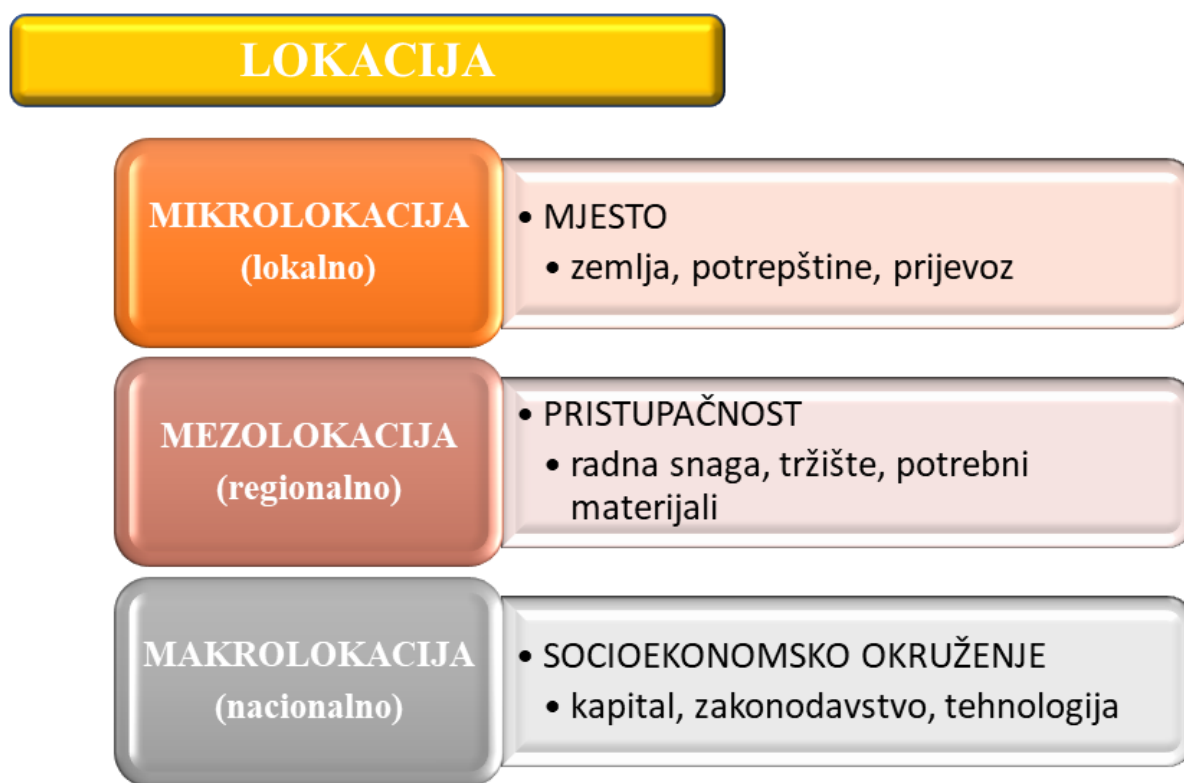 LOKACIJA
MIKROLOKACIJA
(lokalno)
• MJESTO
• zemlja, potrepštine, prijevoz
MEZOLOKACIJA
(regionalno)
• PRISTUPAČNOST
• radna snaga, tržište, potrebni
materijali
MAKROLOKACIJA
(nacionalno)
• SOCIOEKONOMSKO OKRUŽENJE
• kapital, zakonodavstvo, tehnologija